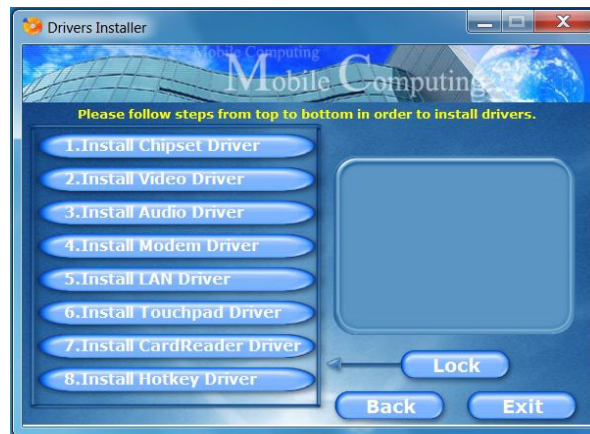 Drivers Installer
Mobile Computing
Mobile Computing
Please follow steps from top to bottom in order to install drivers.
1.Install Chipset Driver
2.Install Video Driver
3.Install Audio Driver
4.Install Modem Driver
5.Install LAN Driver
6.Install Touchpad Driver
7.Install CardReader Driver
8.Install Hotkey Driver
Lock
Back Exit